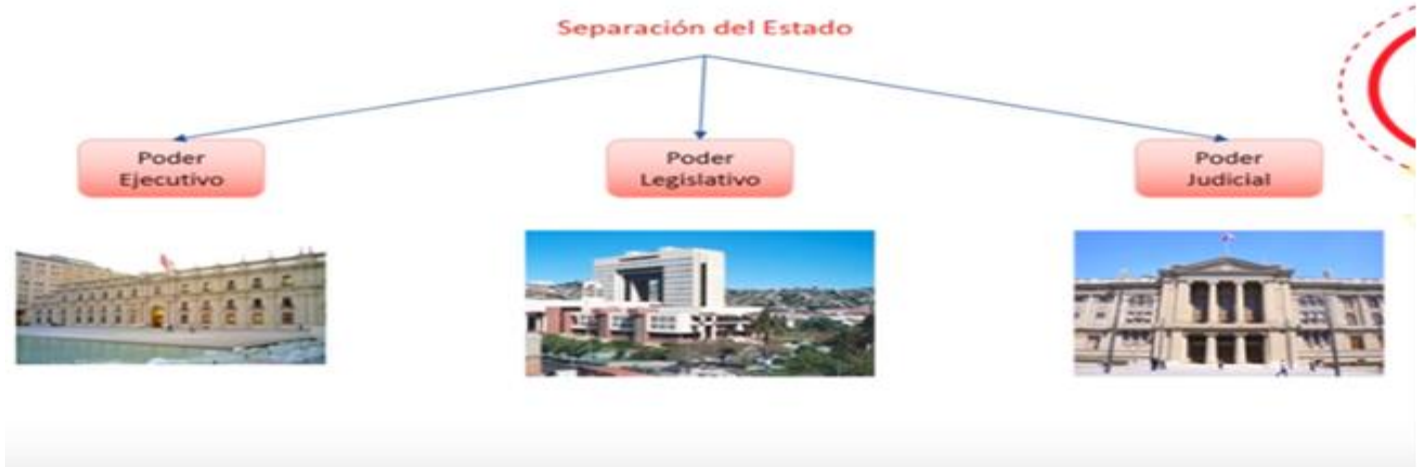 Separación del Estado
Poder
Ejecutivo
Poder
Legislativo
Poder
Judicial